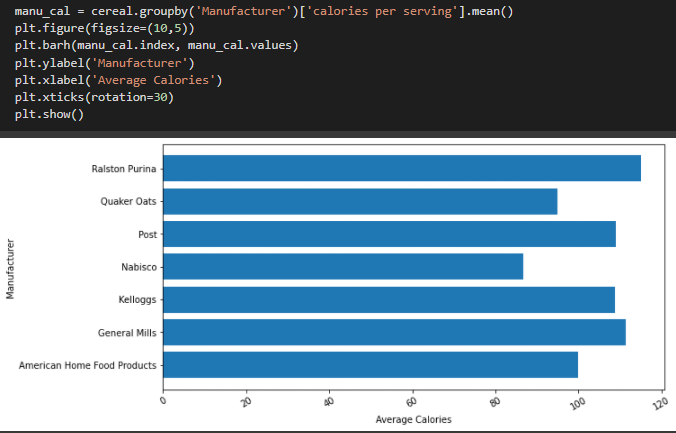 manu_cal = cereal.groupby('Manufacturer')['calories per serving'].mean()
plt.figure(figsize=(10,5))
plt.barh(manu_cal.index, manu_cal.values)
plt.ylabel('Manufacturer')
plt.xlabel('Average Calories')
plt.xticks(rotation=30)
plt.show()
Ralston Purina
Quaker Oats
Post
Nabisco
Kelloggs
General Mills
American Home Food Products
Manufacturer
0 20 40 60 80 100 120
Average Calories